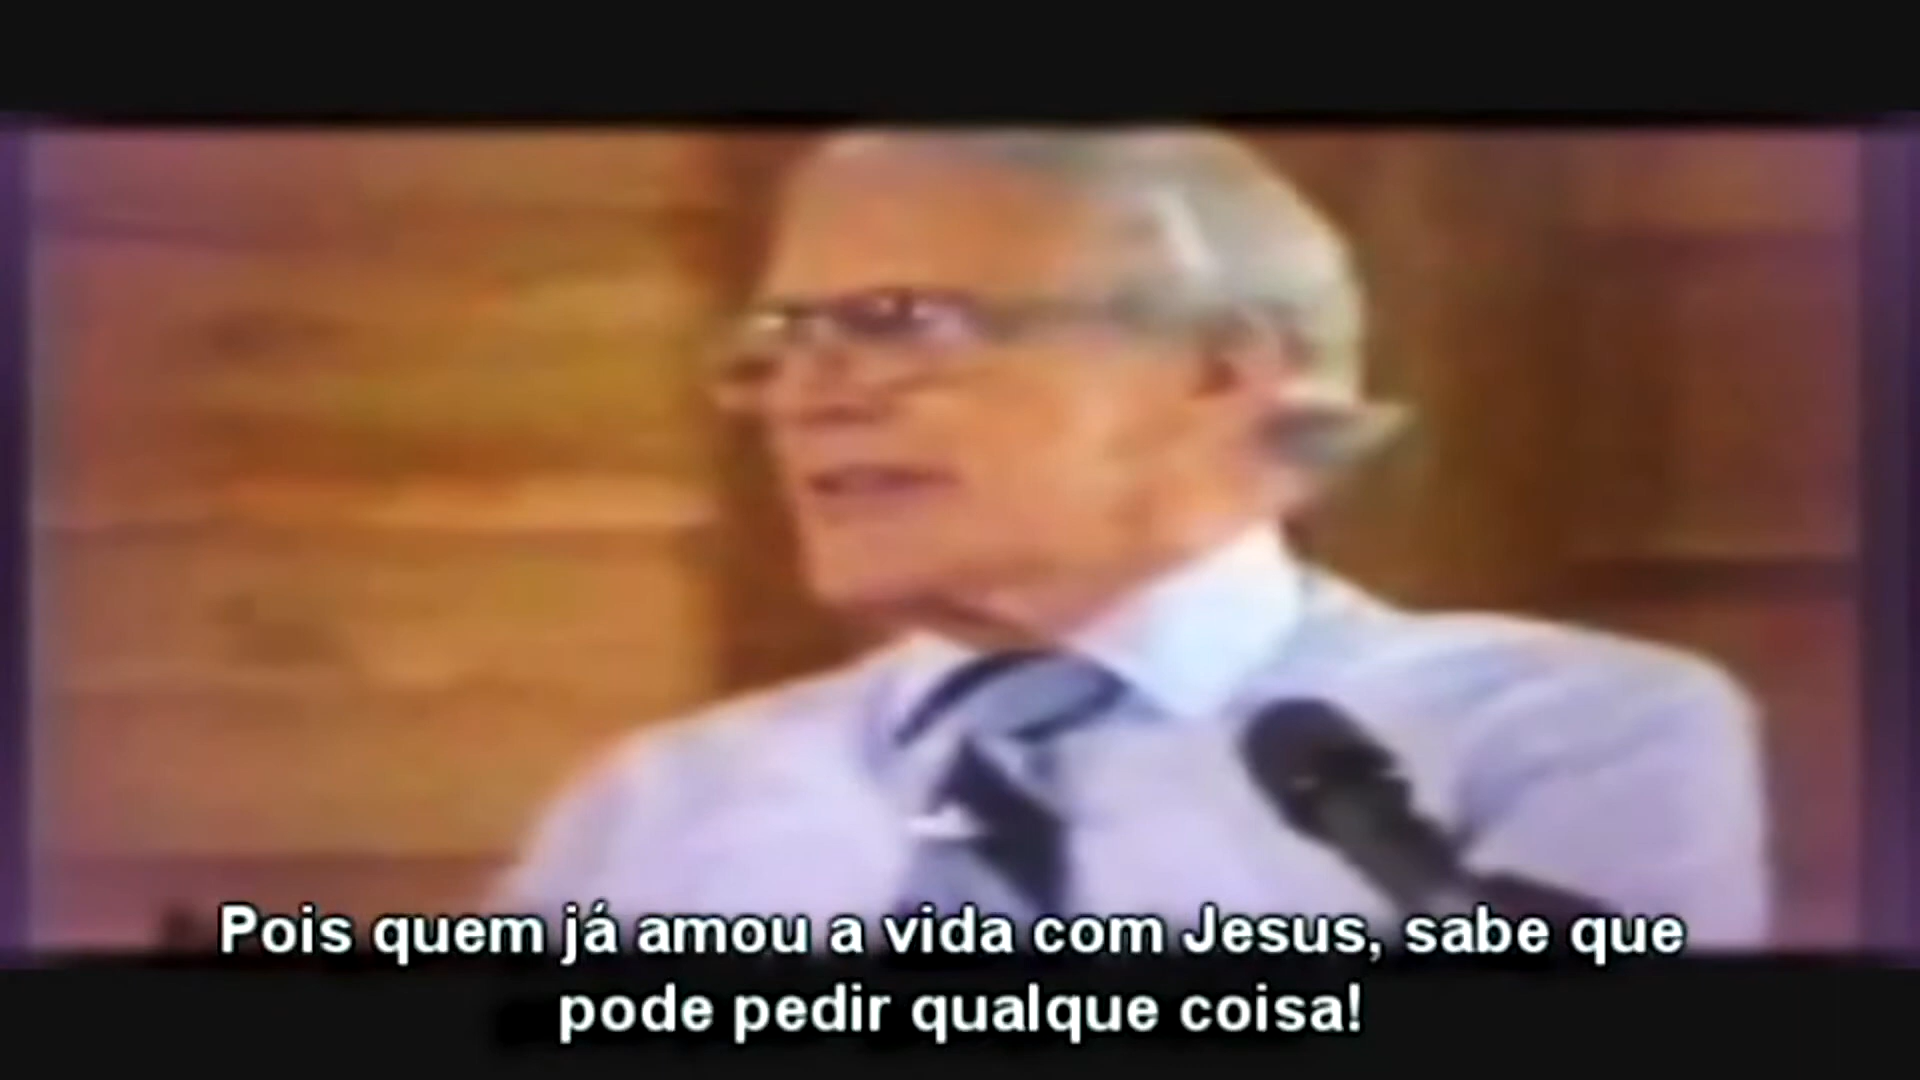 Pois quem já amou a vida com Jesus, sabe que
pode pedir qualque coisa!